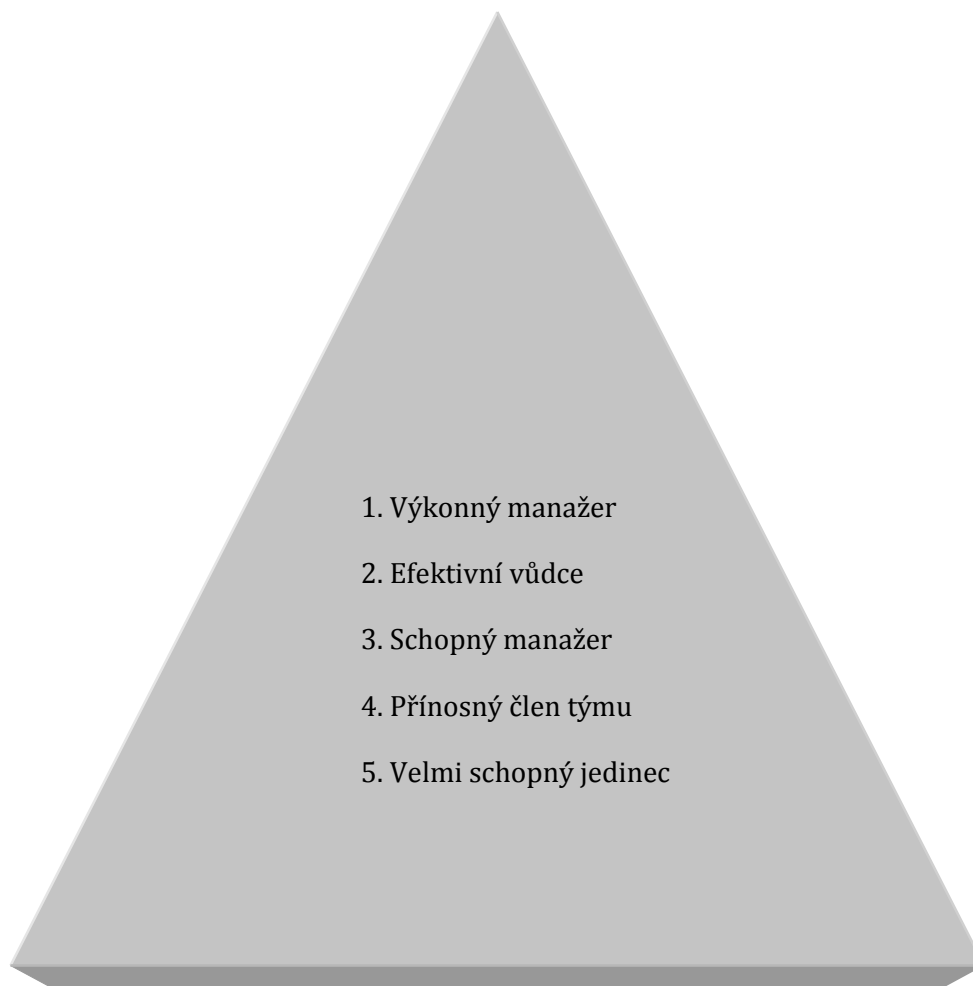 1. Výkonný manažer
2. Efektivní vůdce
3. Schopný manažer
4. Přínosný člen týmu
5. Velmi schopný jedinec